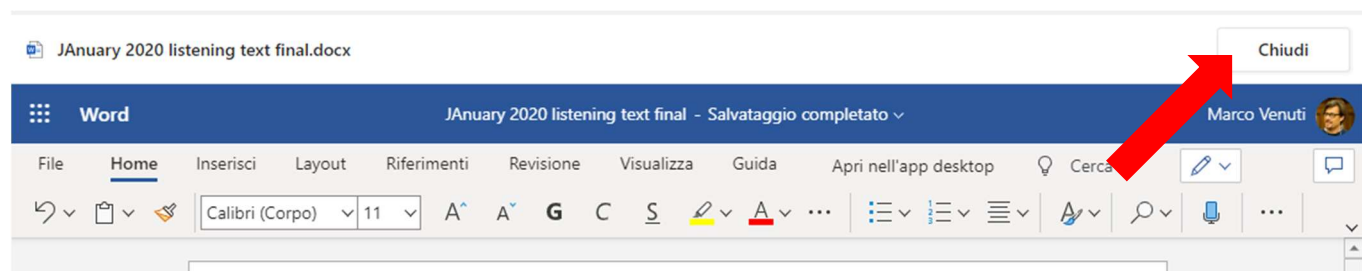 JAnuary 2020 listening text final.docx Chiudi
Word JAnuary 2020 listening text final - Salvataggio completato Marco Venuti
File Home Inserisci Layout Riferimenti Revisione Visualizza Guida Apri nell'app desktop Cerca
Calibri (Corpo) 11 A A G C S A